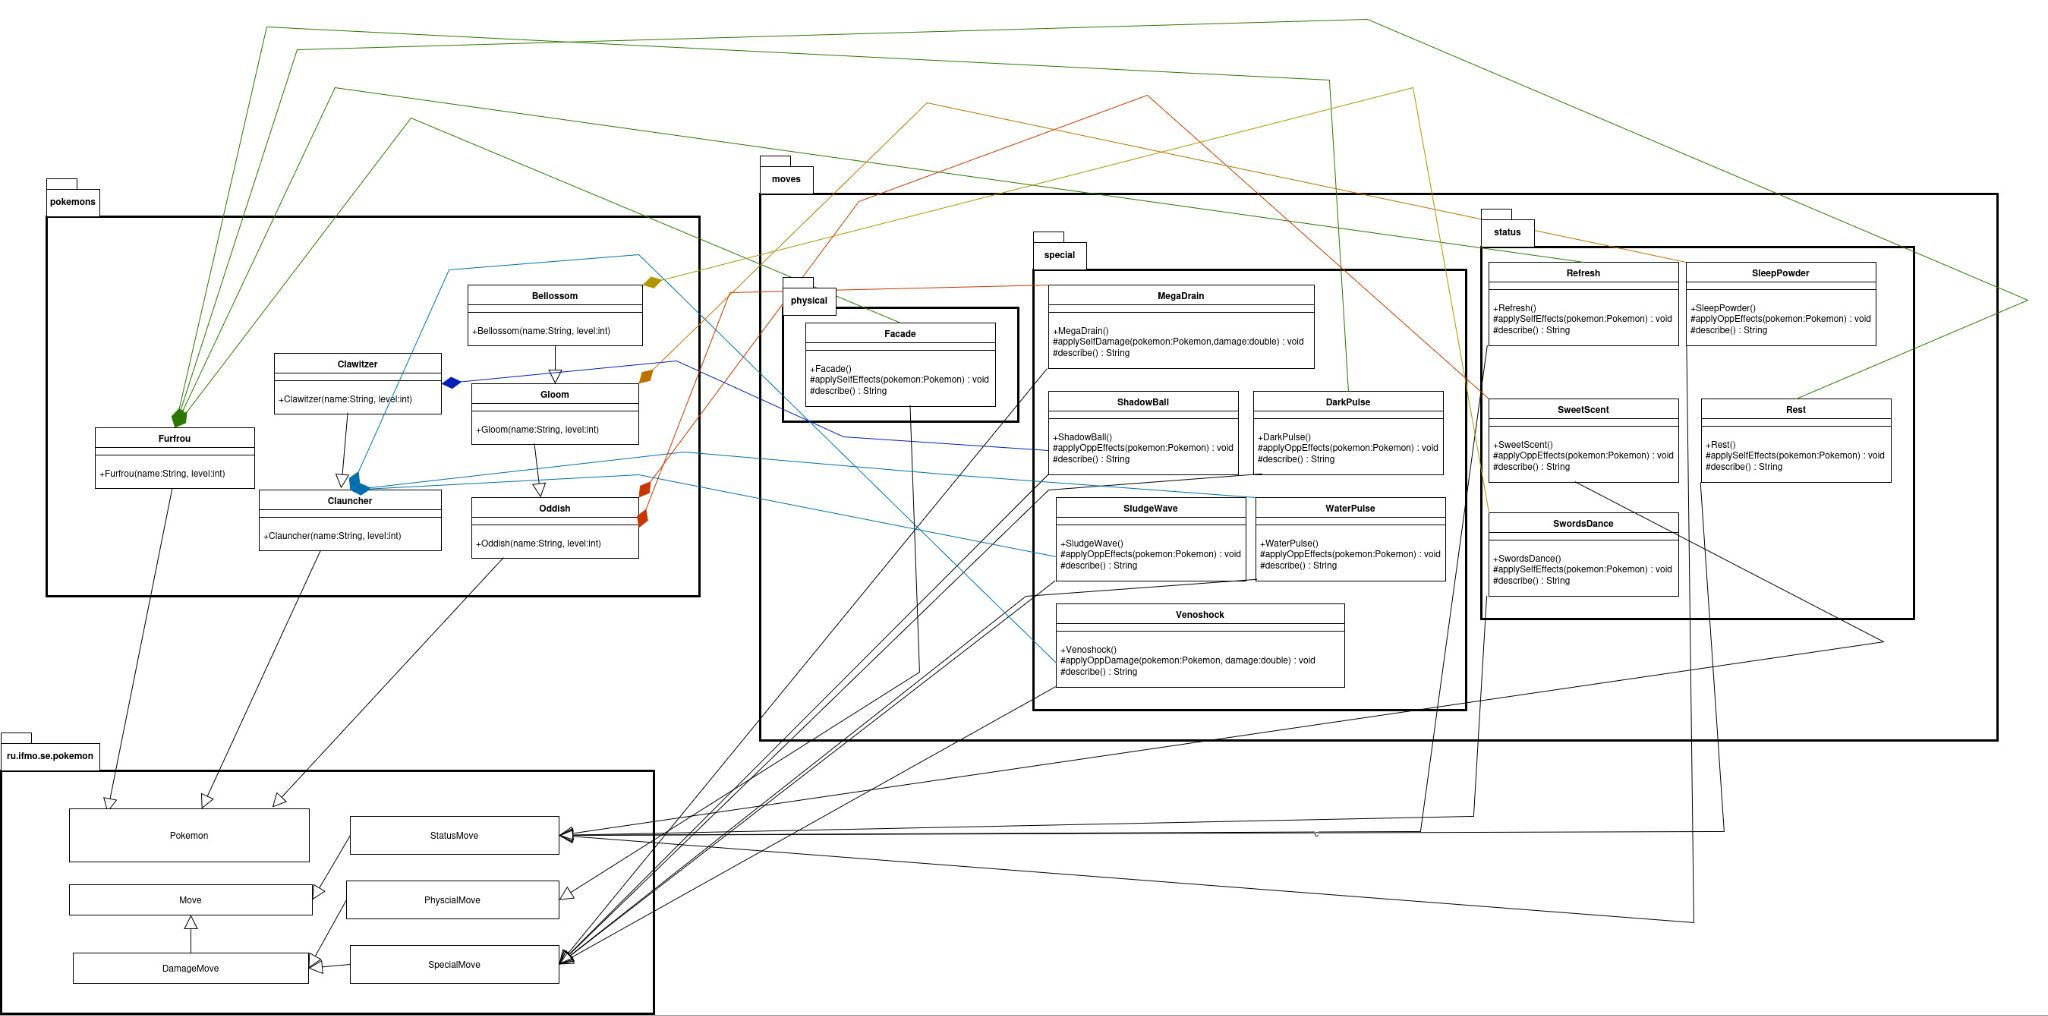 pokemons
Bellossom
+Bellossom(name:String, level:int)
Clawitzer
+Clawitzer(name:String, level:int)
Gloom
+Gloom(name:String, level:int)
Furfrou
+Furfrou(name:String, level:int)
Clauncher
+Clauncher(name:String, level:int)
Oddish
+Oddish(name:String, level:int)
moves
physical
Facade
+Facade()
#applySelfEffects(pokemon:Pokemon) : void
#describe() : String
special
MegaDrain
+MegaDrain()
#applySelfDamage(pokemon:Pokemon,damage:double) : void
#describe() : String
ShadowBall
+ShadowBall()
#applyOppEffects(pokemon:Pokemon) : void
#describe() : String
DarkPulse
+DarkPulse()
#applyOppEffects(pokemon:Pokemon) : void
#describe() : String
SludgeWave
+SludgeWave()
#applyOppEffects(pokemon:Pokemon) : void
#describe() : String
WaterPulse
+WaterPulse()
#applyOppEffects(pokemon:Pokemon) : void
#describe() : String
Venoshock
+Venoshock()
#applyOppDamage(pokemon:Pokemon, damage:double) : void
#describe() : String
status
Refresh
+Refresh()
#applySelfEffects(pokemon:Pokemon) : void
#describe() : String
SleepPowder
+SleepPowder()
#applyOppEffects(pokemon:Pokemon) : void
#describe() : String
SweetScent
+SweetScent()
#applyOppEffects(pokemon:Pokemon) : void
#describe() : String
Rest
+Rest()
#applySelfEffects(pokemon:Pokemon) : void
#describe() : String
SwordsDance
+SwordsDance()
#applySelfEffects(pokemon:Pokemon) : void
#describe() : String
ru.ifmo.se.pokemon
Pokemon
StatusMove
Move
PhyscialMove
DamageMove
SpecialMove